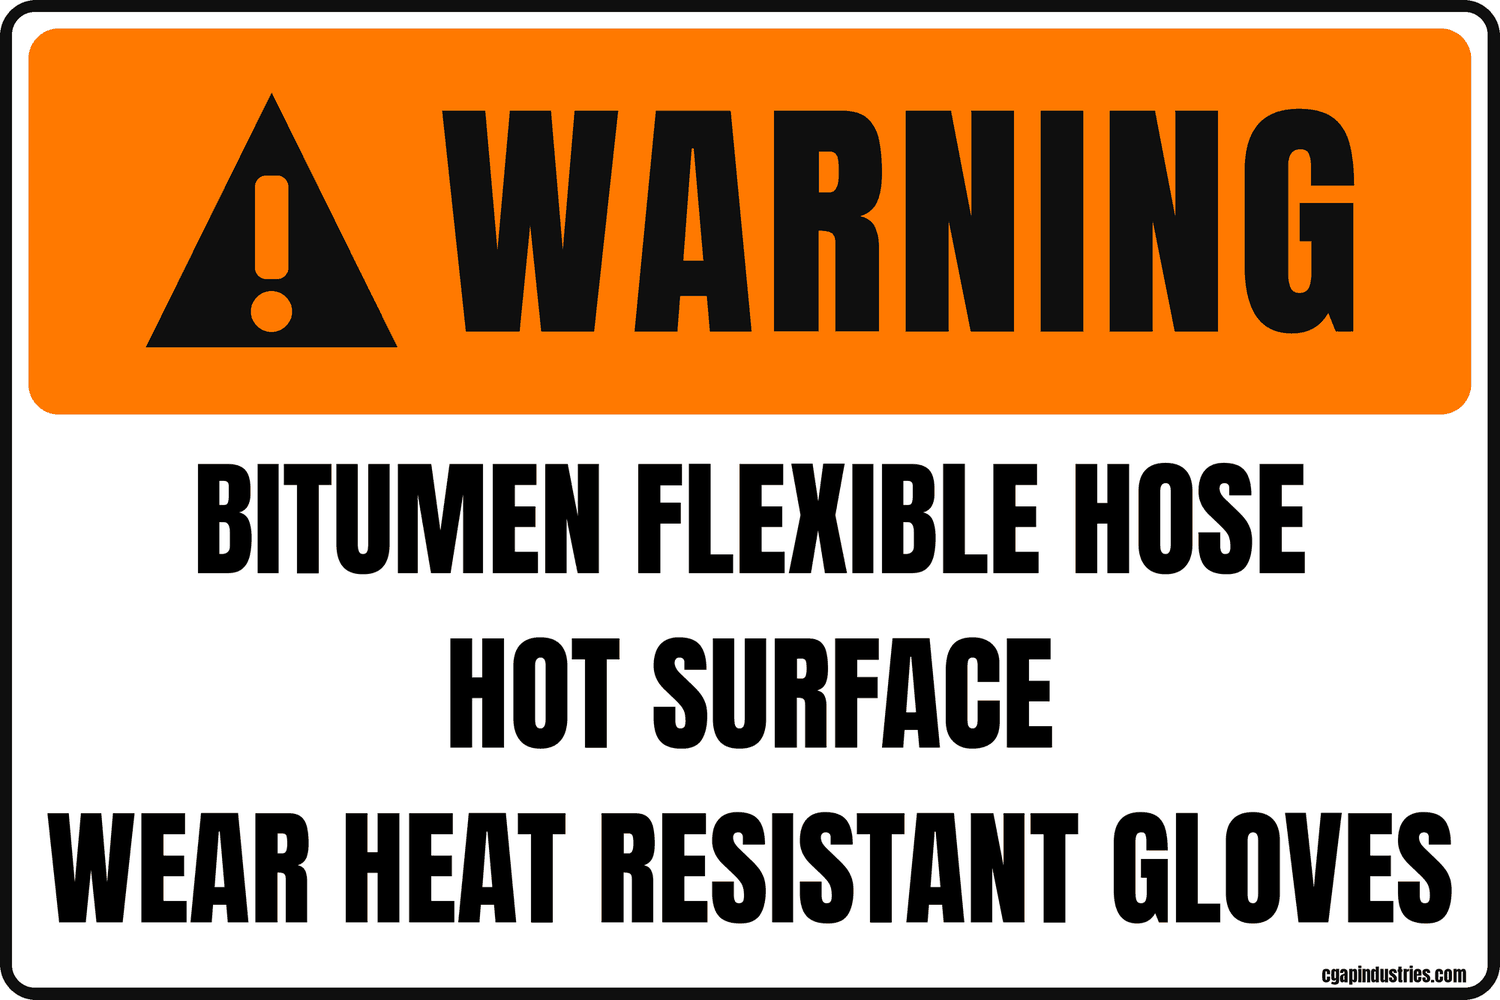 WARNING
BITUMEN FLEXIBLE HOSE
HOT SURFACE
WEAR HEAT RESISTANT GLOVES
cgapindustries.com